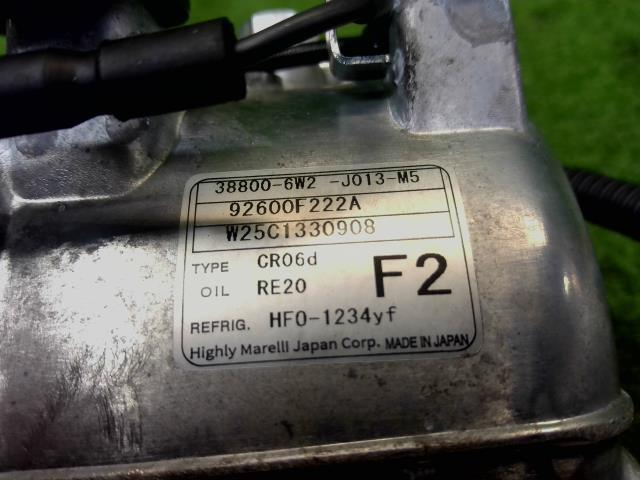 38800-6W2 -J013-M5
92600F222A
W25C1330908
TYPE CR06d
OIL RE20
F2
REFRIG. HFO-1234yf
Highly Marelli Japan Corp. MADE IN JAPAN